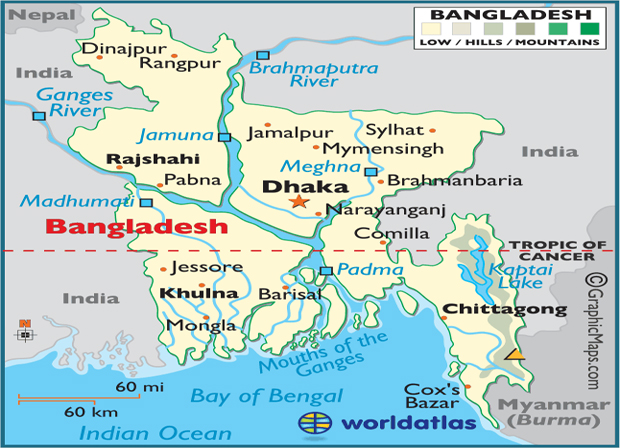 Nepal
BANGLADESH
LOW / HILLS / MOUNTAINS
Dinajpur
Rangpur
India
Brahmaputra
River
Ganges
River
Jamuna
Jamalpur
Sylhat
Mymensingh
India
Rajshahi
Meghna
Pabna
Dhaka
Brahmanbaria
Madhumati
Narayanganj
Bangladesh
Comilla
TROPIC OF
CANCER
Jessore
Padma
Kaptai
Lake
India
Khulna
Barisal
Chittagong
©GraphicMaps.com
N
Mongla
Mouths of the
Ganges
60 mi
60 km
Bay of Bengal
Cox's
Bazar
Myanmar
(Burma)
worldatlas
Indian Ocean